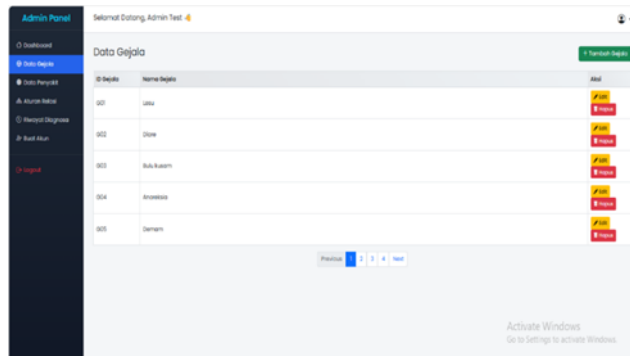 Admin Panel
Selamat Datang, Admin Test
Dashboard
Data Gejala
Data Penyakit
Aturan Relasi
Riwayat Diagnosa
Buat Akun
Logout
Data Gejala
+ Tambah Gejala
ID Gejala Nama Gejala Aksi
G01 Lesu Edit
Hapus
G02 Diare Edit
Hapus
G03 Bulu kusam Edit
Hapus
G04 Anoreksia Edit
Hapus
G05 Demam Edit
Hapus
Previous 1 2 3 4 Next
Activate Windows
Go to Settings to activate Windows.